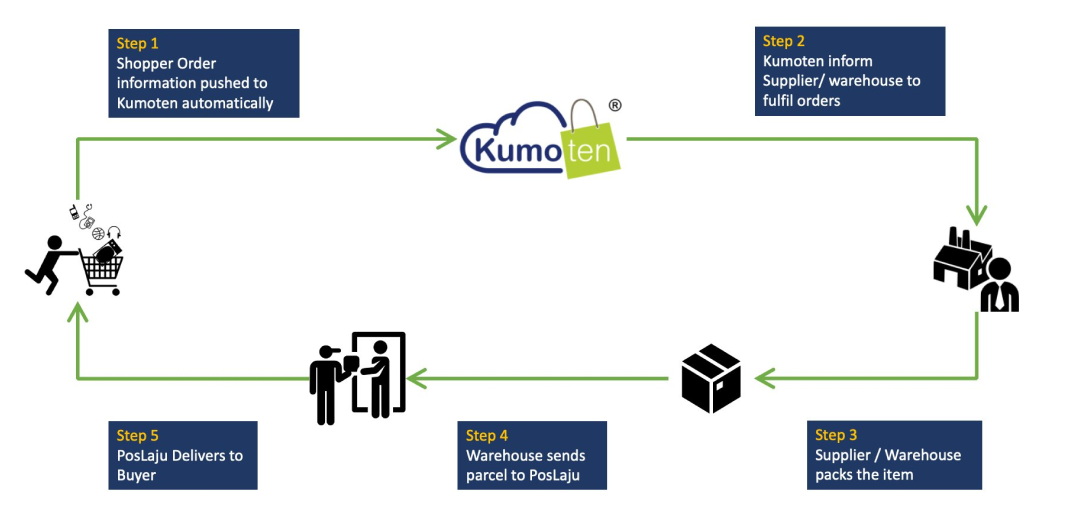 Step 1
Shopper Order
information pushed to
Kumoten automatically
Step 2
Kumoten inform
Supplier/ warehouse to
fulfil orders
Kumoten ®
Step 3
Supplier / Warehouse
packs the item
Step 4
Warehouse sends
parcel to PosLaju
Step 5
PosLaju Delivers to
Buyer